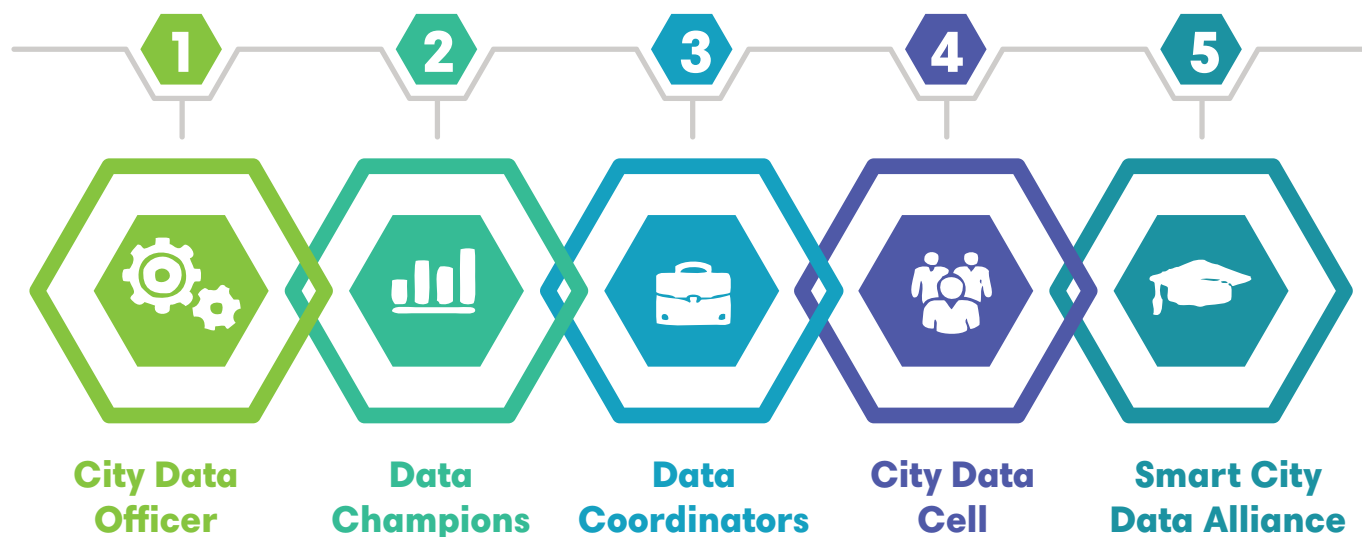 1
2
3
4
5
City Data
Officer
Data
Champions
Data
Coordinators
City Data
Cell
Smart City
Data Alliance